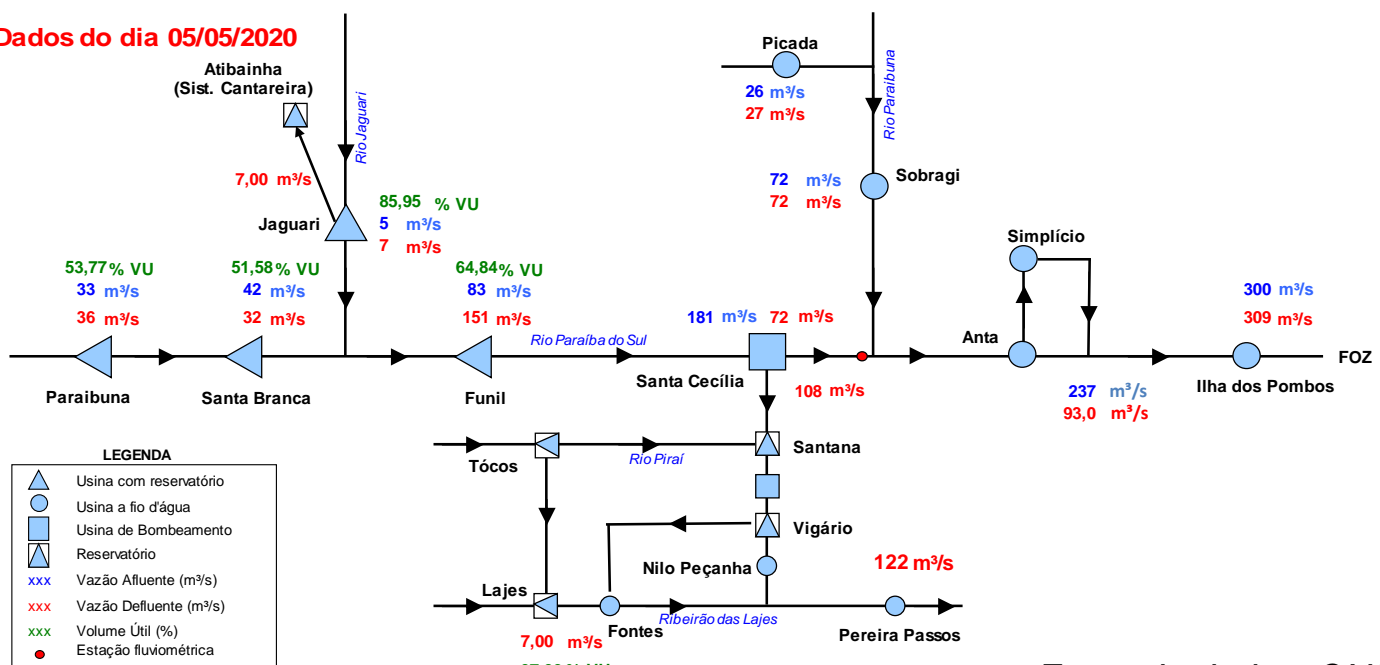 Dados do dia 05/05/2020
Atibainha
(Sist. Cantareira)
Rio Jaguari
7,00 m³/s
Jaguari
85,95 % VU
5 m³/s
7 m³/s
Picada
26 m³/s
27 m³/s
Rio Paraibuna
72 m³/s
72 m³/s
Sobragi
Simplício
53,77% VU
33 m³/s
36 m³/s
Paraibuna
51,58% VU
42 m³/s
32 m³/s
Santa Branca
64,84% VU
83 m³/s
151 m³/s
Funil
Rio Paraíba do Sul
181 m³/s 72 m³/s
Santa Cecília
108 m³/s
Anta
237 m³/s
93,0 m³/s
300 m³/s
309 m³/s
Ilha dos Pombos
FOZ
Tócos
Rio Piraí
Santana
Vigário
Nilo Peçanha
122 m³/s
Lajes
7,00 m³/s
Fontes
Ribeirão das Lajes
Pereira Passos
LEGENDA
Usina com reservatório
Usina a fio d'água
Usina de Bombeamento
Reservatório
xxx Vazão Afluente (m³/s)
xxx Vazão Defluente (m³/s)
xxx Volume Útil (%)
Estação fluviométrica